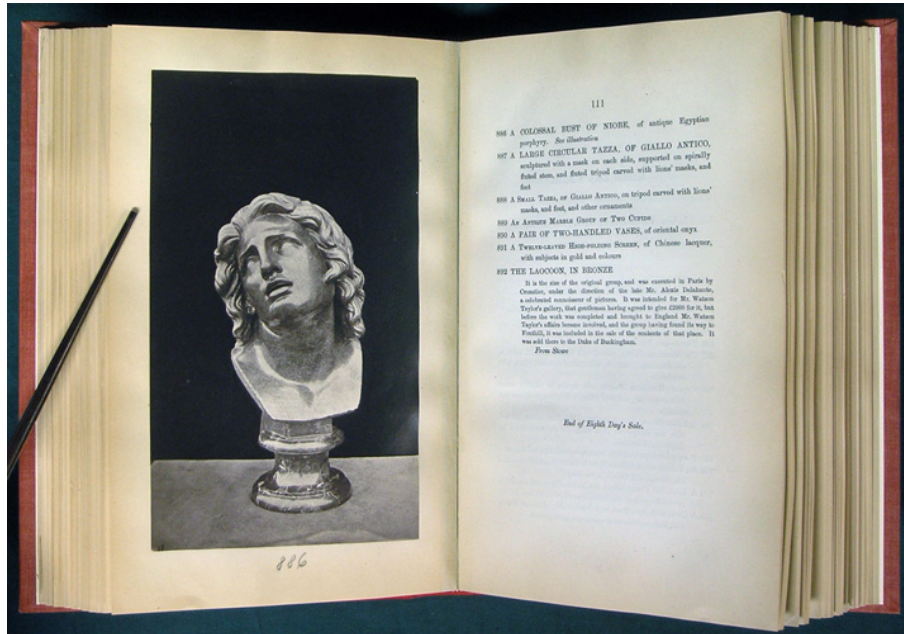 886
111
886 A COLOSSAL BUST OF NIOBE, of antique Egyptian
porphyry. See illustration
887 A LARGE CIRCULAR TAZZA, OF GIALLO ANTICO,
sculptured with a mask on each side, supported on spirally
fluted stem, and fluted tripod carved with lions' masks, and
feet
888 A SMALL TAZZA, OF GIALLO ANTICO, on tripod carved with lions'
masks, and feet, and other ornaments
889 AN ANTIQUE MARBLE GROUP OF TWO CUPIDS
890 A PAIR OF TWO-HANDLED VASES, of oriental onyx
891 A TWELVE-LEAVED HIGH-FOLDING SCREEN, of Chinese lacquer,
with subjects in gold and colours
892 THE LAOCOON, IN BRONZE
It is the size of the original group, and was executed in Paris by
Crozatier, under the direction of the late Mr. Alexis Delahante,
a celebrated connoisseur of pictures. It was intended for Mr. Watson
Taylor's gallery, that gentleman having agreed to give £2000 for it, but
before the work was completed and brought to England Mr. Watson
Taylor's affairs became involved, and the group having found its way to
Fonthill, it was included in the sale of the contents of that place. It
was sold there to the Duke of Buckingham.
From Stowe
End of Eighth Day's Sale.